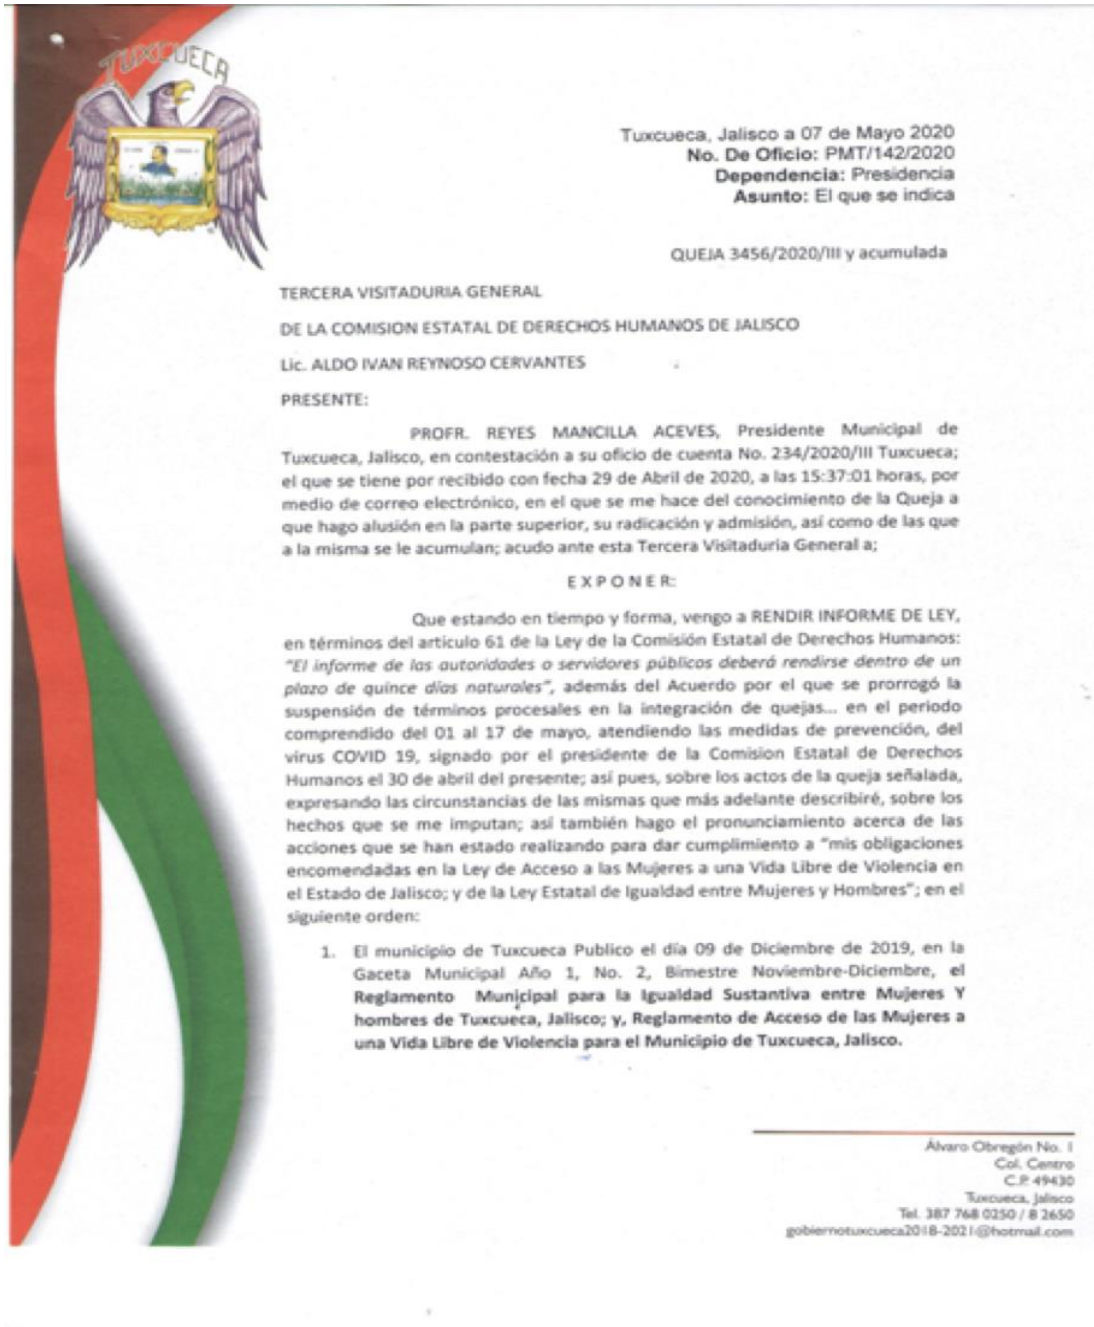 TUXCUECA
Tuxcueca, Jalisco a 07 de Mayo 2020
No. De Oficio: PMT/142/2020
Dependencia: Presidencia
Asunto: El que se indica
QUEJA 3456/2020/III y acumulada
TERCERA VISITADURIA GENERAL
DE LA COMISION ESTATAL DE DERECHOS HUMANOS DE JALISCO
Lic. ALDO IVAN REYNOSO CERVANTES
PRESENTE:
PROFR. REYES MANCILLA ACEVES, Presidente Municipal de
Tuxcueca, Jalisco, en contestación a su oficio de cuenta No. 234/2020/III Tuxcueca;
el que se tiene por recibido con fecha 29 de Abril de 2020, a las 15:37:01 horas, por
medio de correo electrónico, en el que se me hace del conocimiento de la Queja a
que hago alusión en la parte superior, su radicación y admisión, así como de las que
a la misma se le acumulan; acudo ante esta Tercera Visitaduria General a;
E X P O N E R:
Que estando en tiempo y forma, vengo a RENDIR INFORME DE LEY,
en términos del articulo 61 de la Ley de la Comisión Estatal de Derechos Humanos:
"El informe de las autoridades o servidores públicos deberá rendirse dentro de un
plazo de quince días naturales", además del Acuerdo por el que se prorrogó la
suspensión de términos procesales en la integración de quejas... en el periodo
comprendido del 01 al 17 de mayo, atendiendo las medidas de prevención, del
virus COVID 19, signado por el presidente de la Comision Estatal de Derechos
Humanos el 30 de abril del presente; así pues, sobre los actos de la queja señalada,
expresando las circunstancias de las mismas que más adelante describiré, sobre los
hechos que se me imputan; así también hago el pronunciamiento acerca de las
acciones que se han estado realizando para dar cumplimiento a "mis obligaciones
encomendadas en la Ley de Acceso a las Mujeres a una Vida Libre de Violencia en
el Estado de Jalisco; y de la Ley Estatal de Igualdad entre Mujeres y Hombres"; en el
siguiente orden:
1. El municipio de Tuxcueca Publico el día 09 de Diciembre de 2019, en la
Gaceta Municipal Año 1, No. 2, Bimestre Noviembre-Diciembre, el
Reglamento Municipal para la Igualdad Sustantiva entre Mujeres Y
hombres de Tuxcueca, Jalisco; y, Reglamento de Acceso de las Mujeres a
una Vida Libre de Violencia para el Municipio de Tuxcueca, Jalisco.
Álvaro Obregón No. 1
Col. Centro
C.P. 49430
Tuxcueca, Jalisco
Tel. 387 768 0250 / 8 2650
gobiernotuxcueca2018-2021@hotmail.com